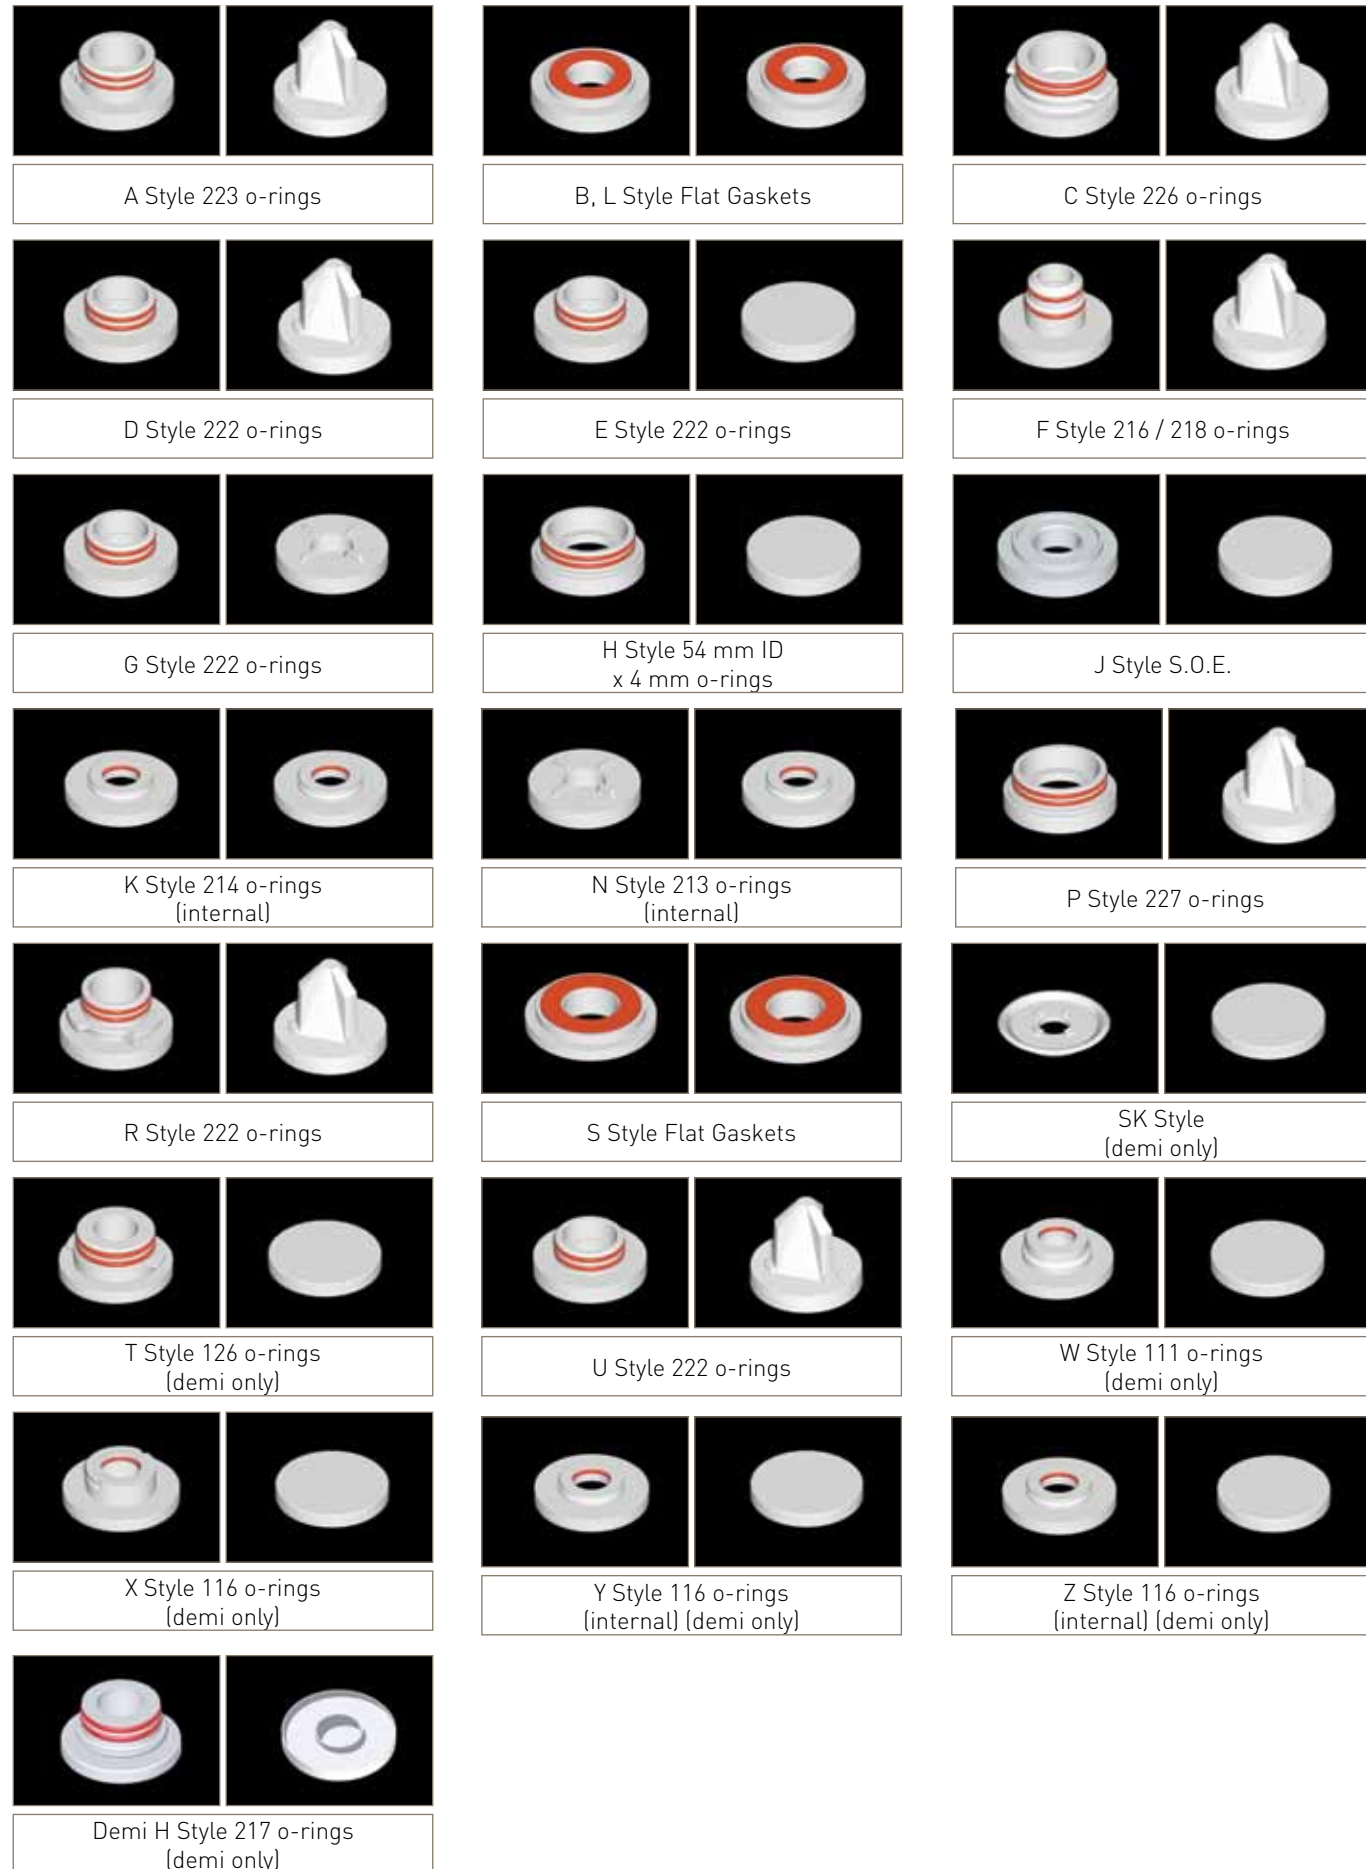 A Style 223 o-rings
B, L Style Flat Gaskets
C Style 226 o-rings
D Style 222 o-rings
E Style 222 o-rings
F Style 216 / 218 o-rings
G Style 222 o-rings
H Style 54 mm ID
x 4 mm o-rings
J Style S.O.E.
K Style 214 o-rings
(internal)
N Style 213 o-rings
(internal)
P Style 227 o-rings
R Style 222 o-rings
S Style Flat Gaskets
SK Style
(demi only)
T Style 126 o-rings
(demi only)
U Style 222 o-rings
W Style 111 o-rings
(demi only)
X Style 116 o-rings
(demi only)
Y Style 116 o-rings
(internal) (demi only)
Z Style 116 o-rings
(internal) (demi only)
Demi H Style 217 o-rings
(demi only)